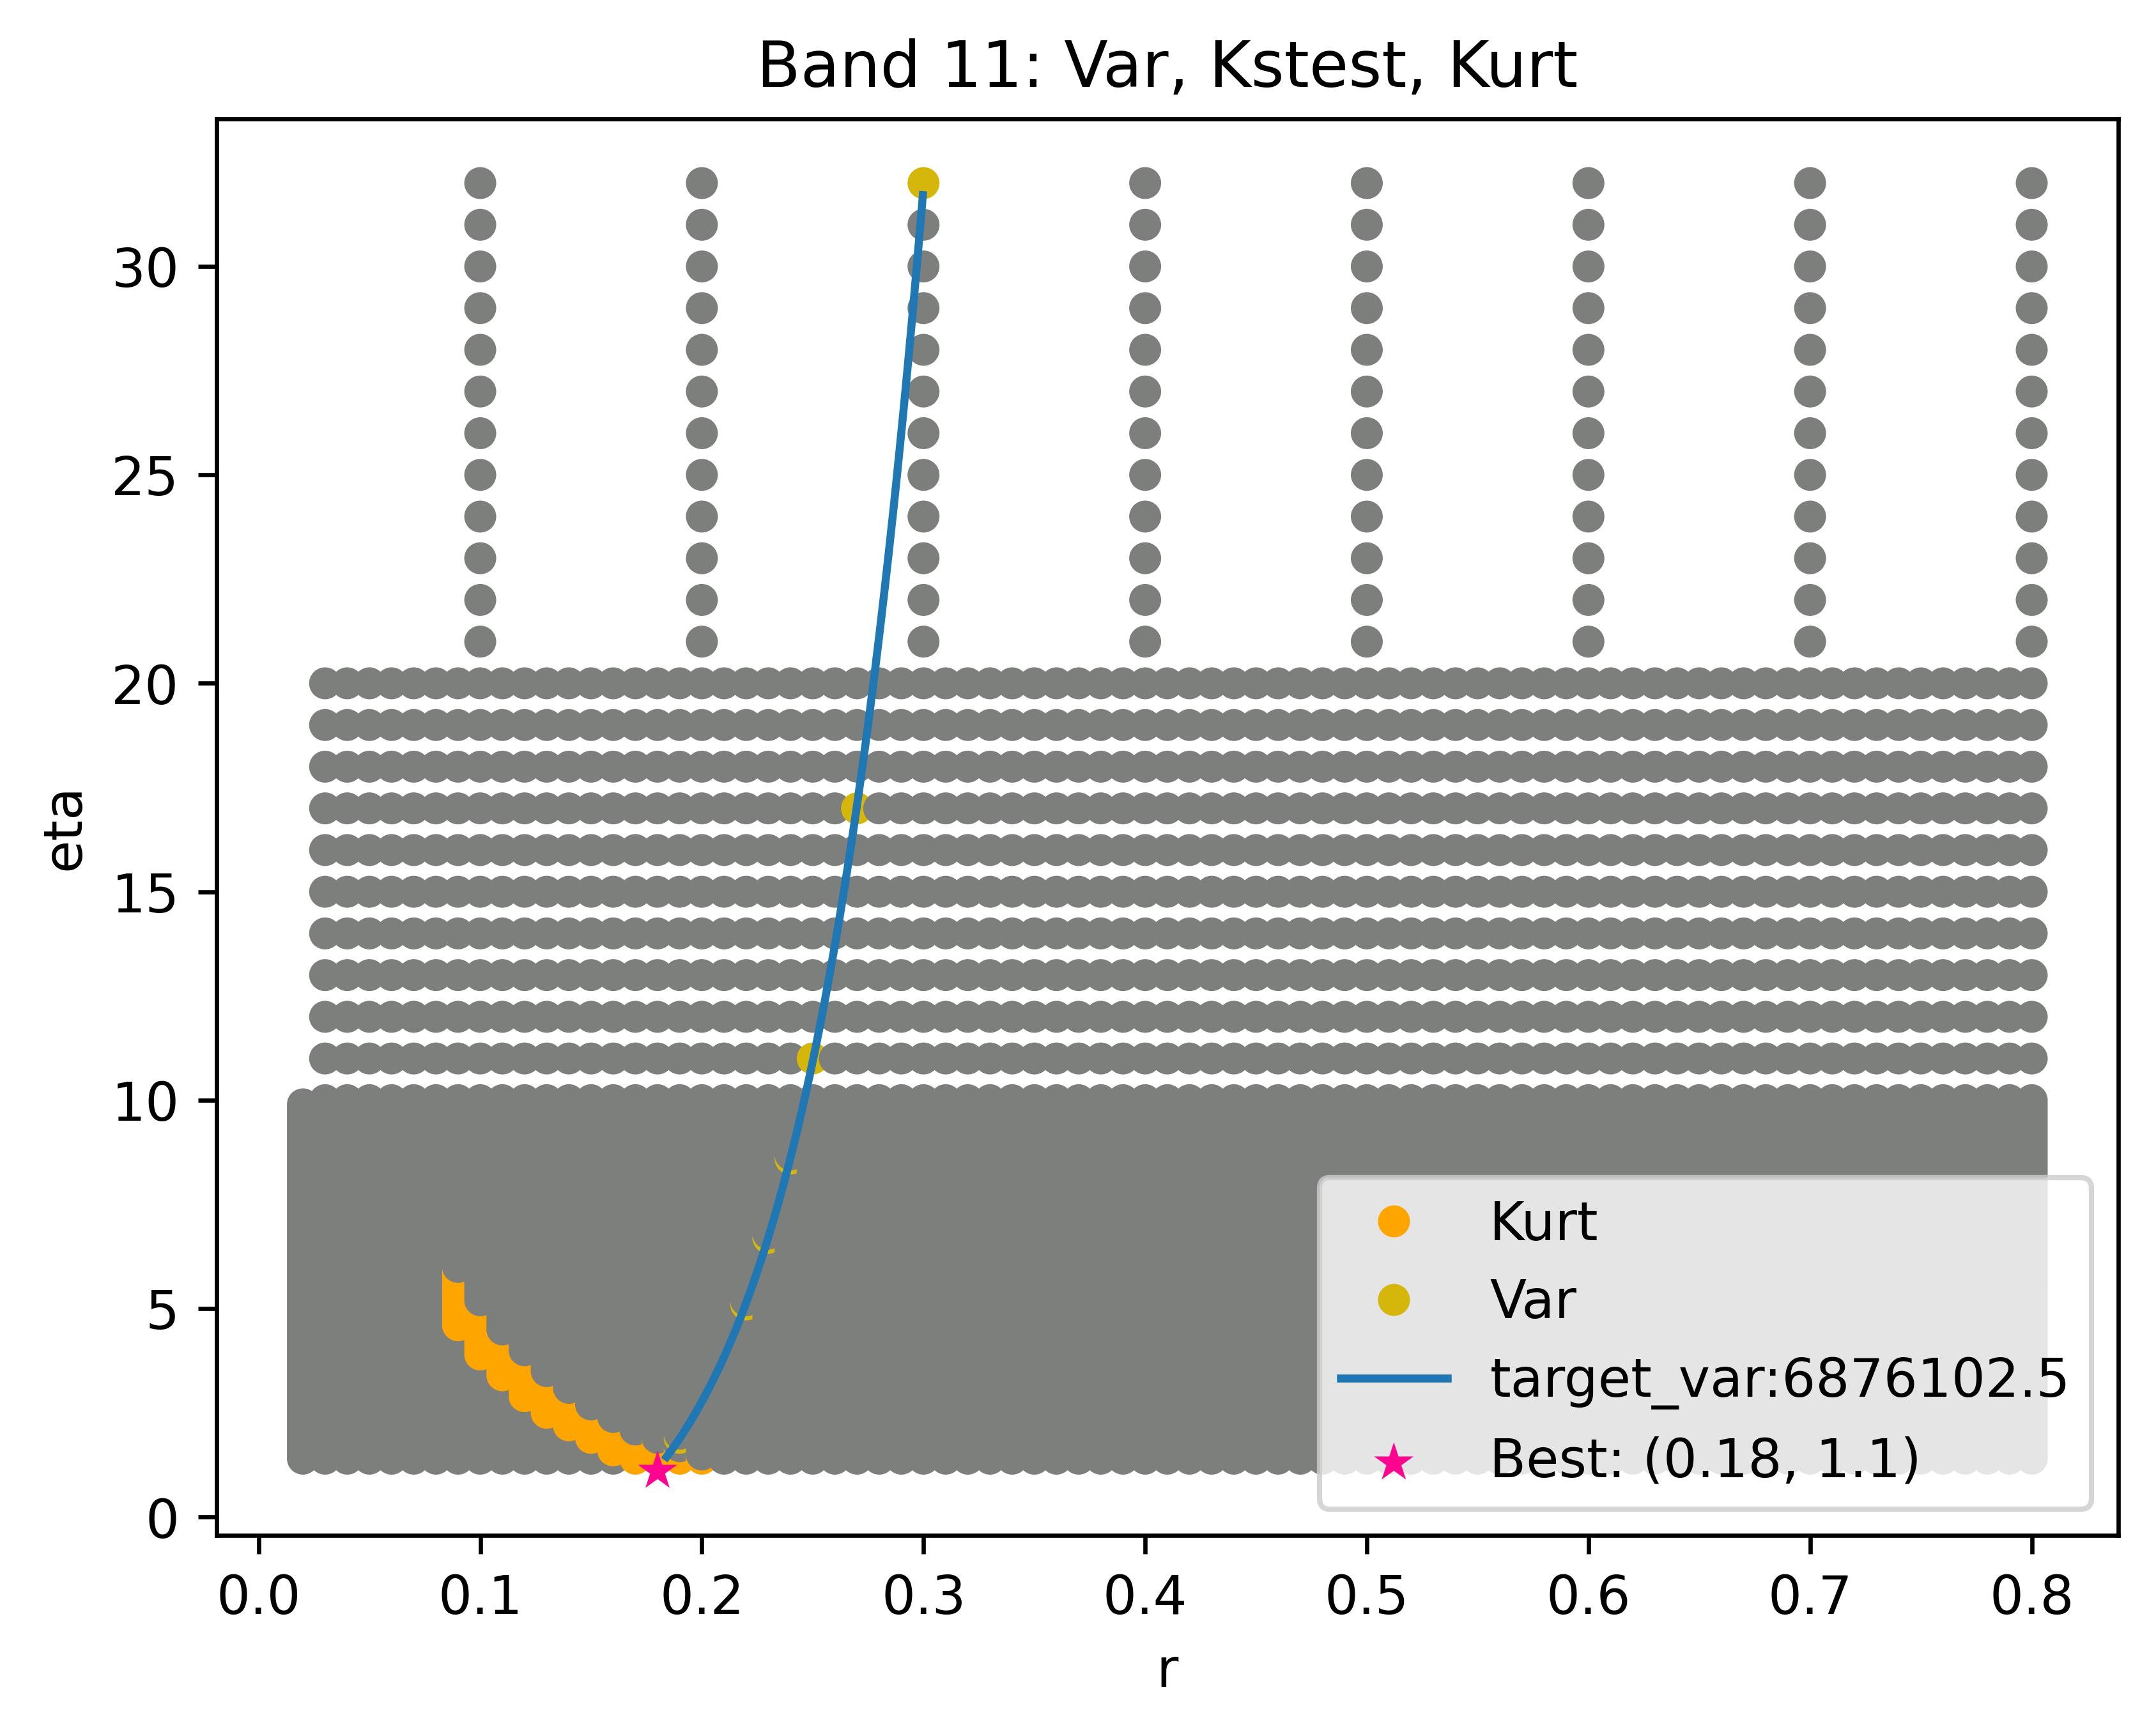 Band 11: Var, Kstest, Kurt
eta
30
25
20
15
10
5
0
Kurt
Var
target_var:6876102.5
Best: (0.18, 1.1)
0.0 0.1 0.2 0.3 0.4 0.5 0.6 0.7 0.8
r